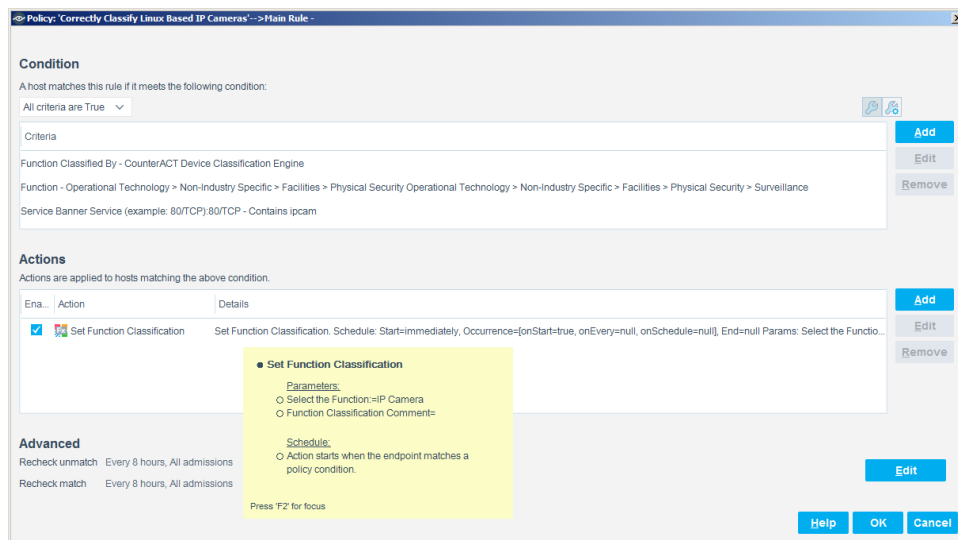 Policy: 'Correctly Classify Linux Based IP Cameras'-->Main Rule -
Condition
A host matches this rule if it meets the following condition:
All criteria are True
Criteria
Add
Edit
Remove
Function Classified By - CounterACT Device Classification Engine
Function - Operational Technology > Non-Industry Specific > Facilities > Physical Security Operational Technology > Non-Industry Specific > Facilities > Physical Security > Surveillance
Service Banner Service (example: 80/TCP):80/TCP - Contains ipcam
Actions
Actions are applied to hosts matching the above condition.
Ena... Action Details
Add
Edit
Remove
Set Function Classification Set Function Classification. Schedule: Start=immediately, Occurrence=[onStart=true, onEvery=null, onSchedule=null], End=null Params: Select the Functio...
Set Function Classification
Parameters:
Select the Function:=IP Camera
Function Classification Comment=
Schedule:
Action starts when the endpoint matches a
policy condition.
Press 'F2' for focus
Advanced
Recheck unmatch Every 8 hours, All admissions
Recheck match Every 8 hours, All admissions
Edit
Help OK Cancel